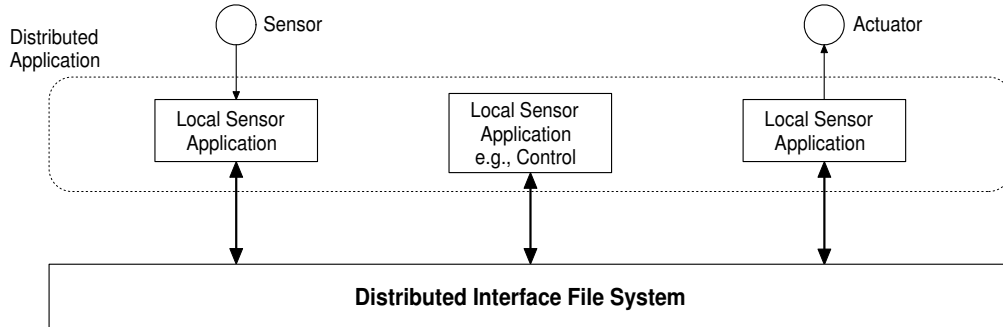 Sensor
Actuator
Distributed
Application
Local Sensor
Application
Local Sensor
Application
e.g., Control
Local Sensor
Application
Distributed Interface File System